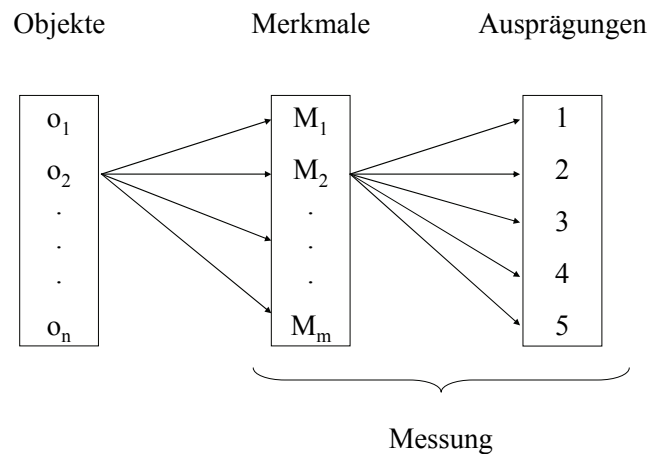 Objekte Merkmale Ausprägungen
o1 M1 1
o2 M2 2
. . 3
. . 4
. .
on Mm 5
Messung